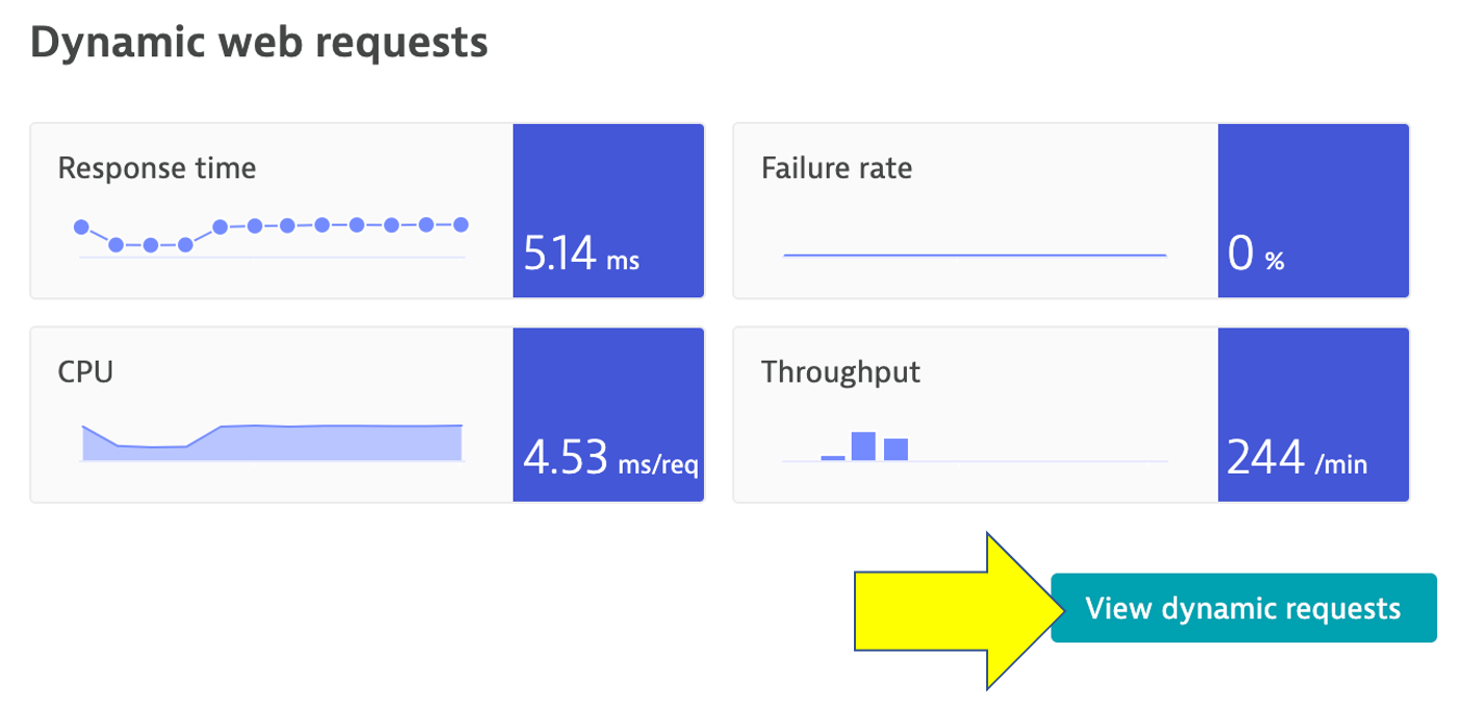 Dynamic web requests
Response time
5.14 ms
Failure rate
0 %
CPU
4.53 ms/req
Throughput
244 /min
View dynamic requests